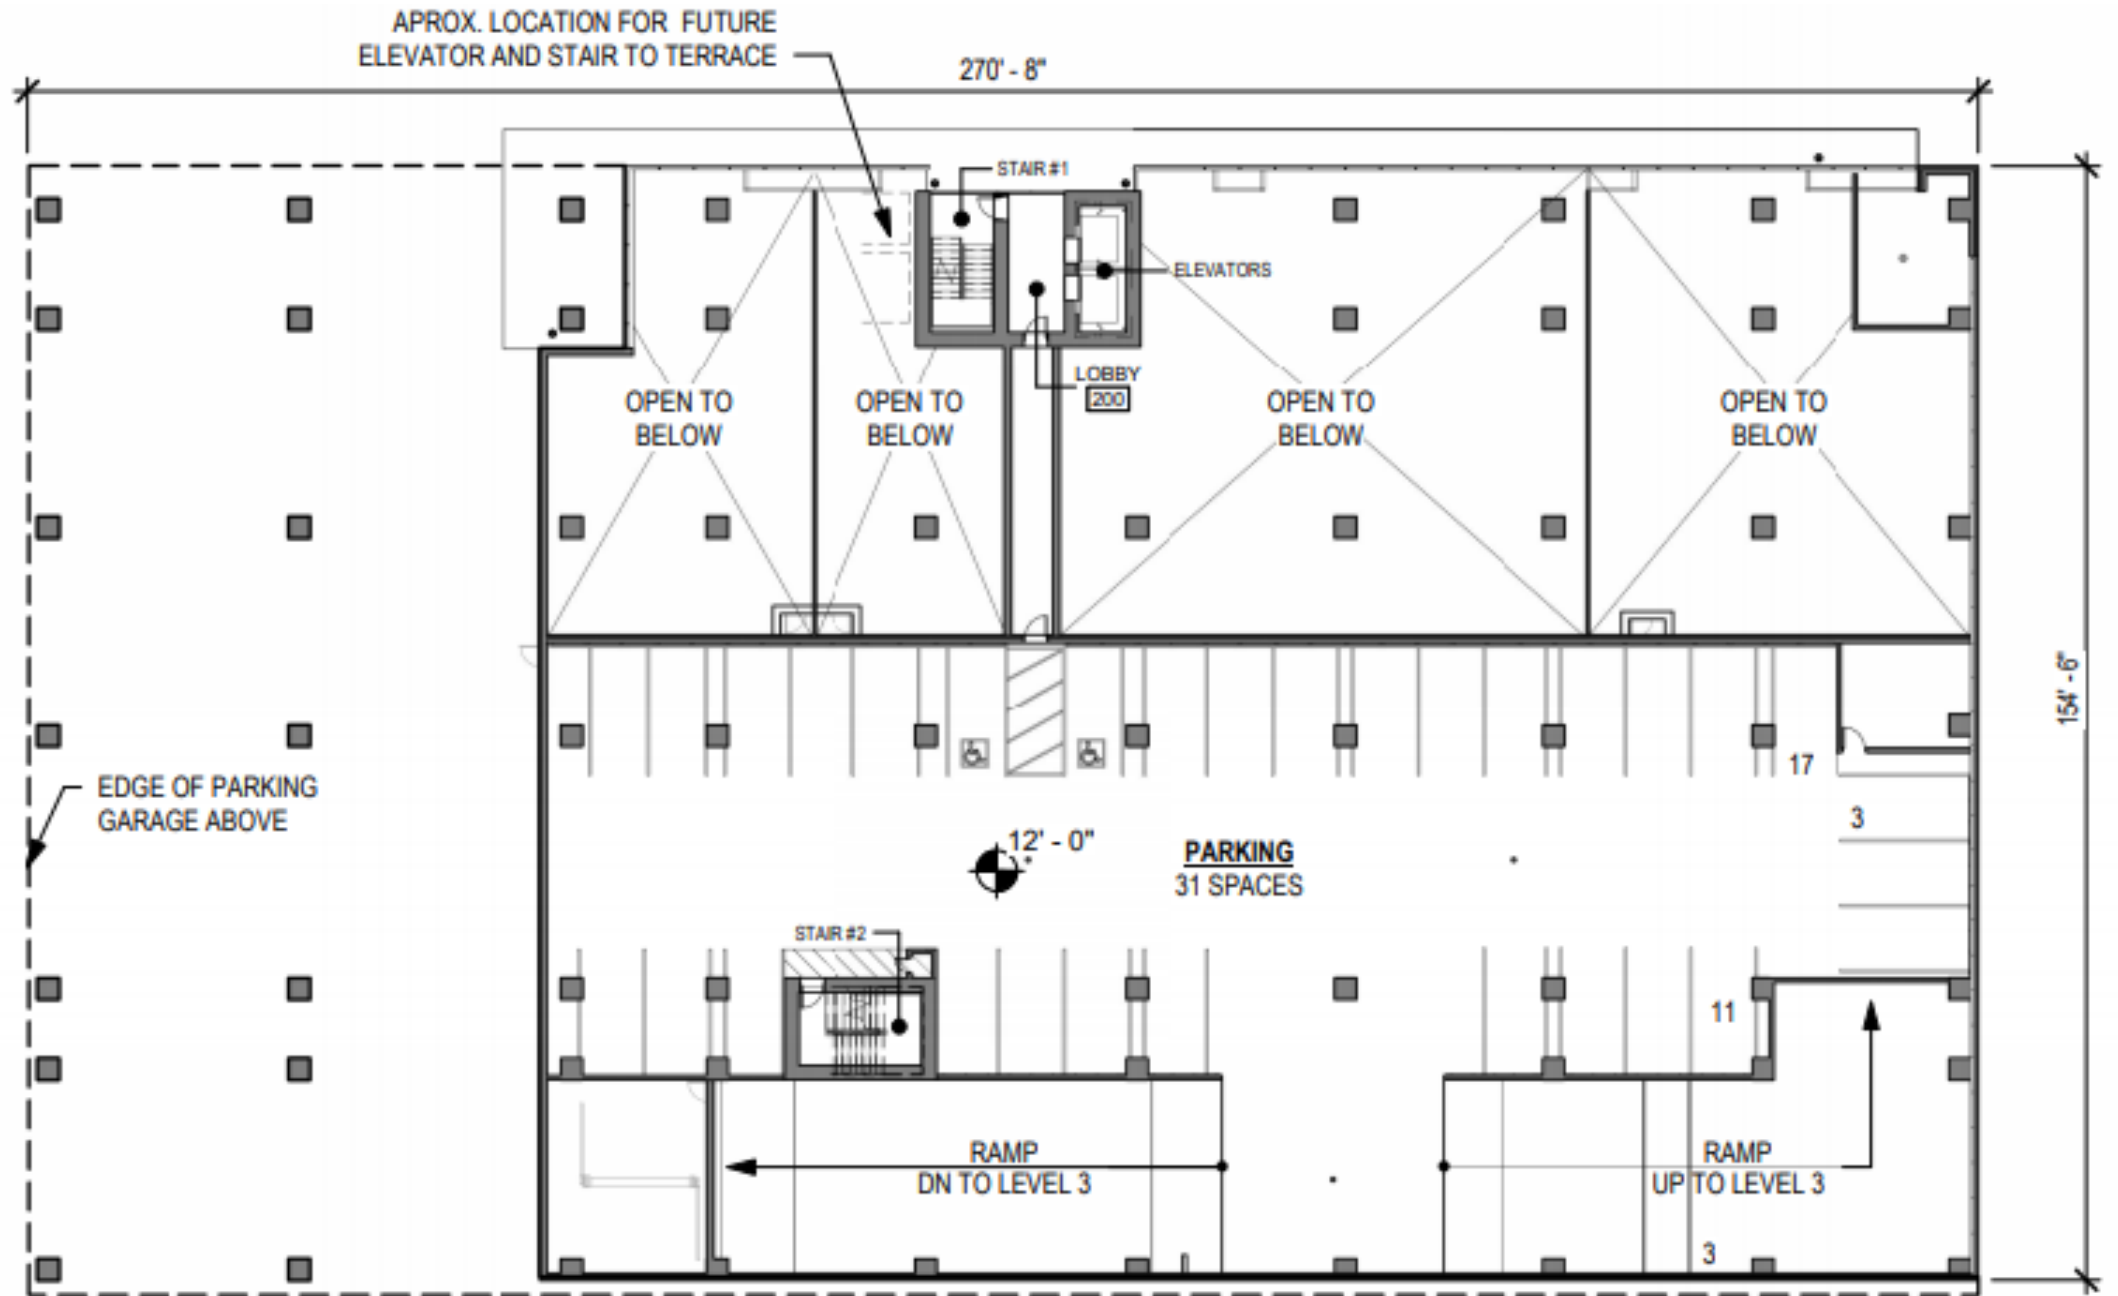 APROX. LOCATION FOR FUTURE
ELEVATOR AND STAIR TO TERRACE
270' - 8"
STAIR #1
ELEVATORS
LOBBY
200
OPEN TO
BELOW
OPEN TO
BELOW
OPEN TO
BELOW
OPEN TO
BELOW
154' - 6"
17
EDGE OF PARKING
GARAGE ABOVE
3
12' - 0"
PARKING
31 SPACES
STAIR #2
11
RAMP
DN TO LEVEL 3
RAMP
UP TO LEVEL 3
3